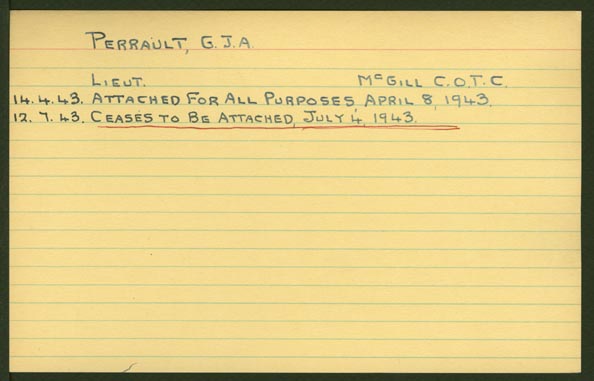 PERRAULT, G.J.A.
LIEUT. McGILL C.O.T.C.
14.4.43. ATTACHED FOR ALL PURPOSES, APRIL 8, 1943.
12.7.43. CEASES TO BE ATTACHED, JULY 4, 1943.